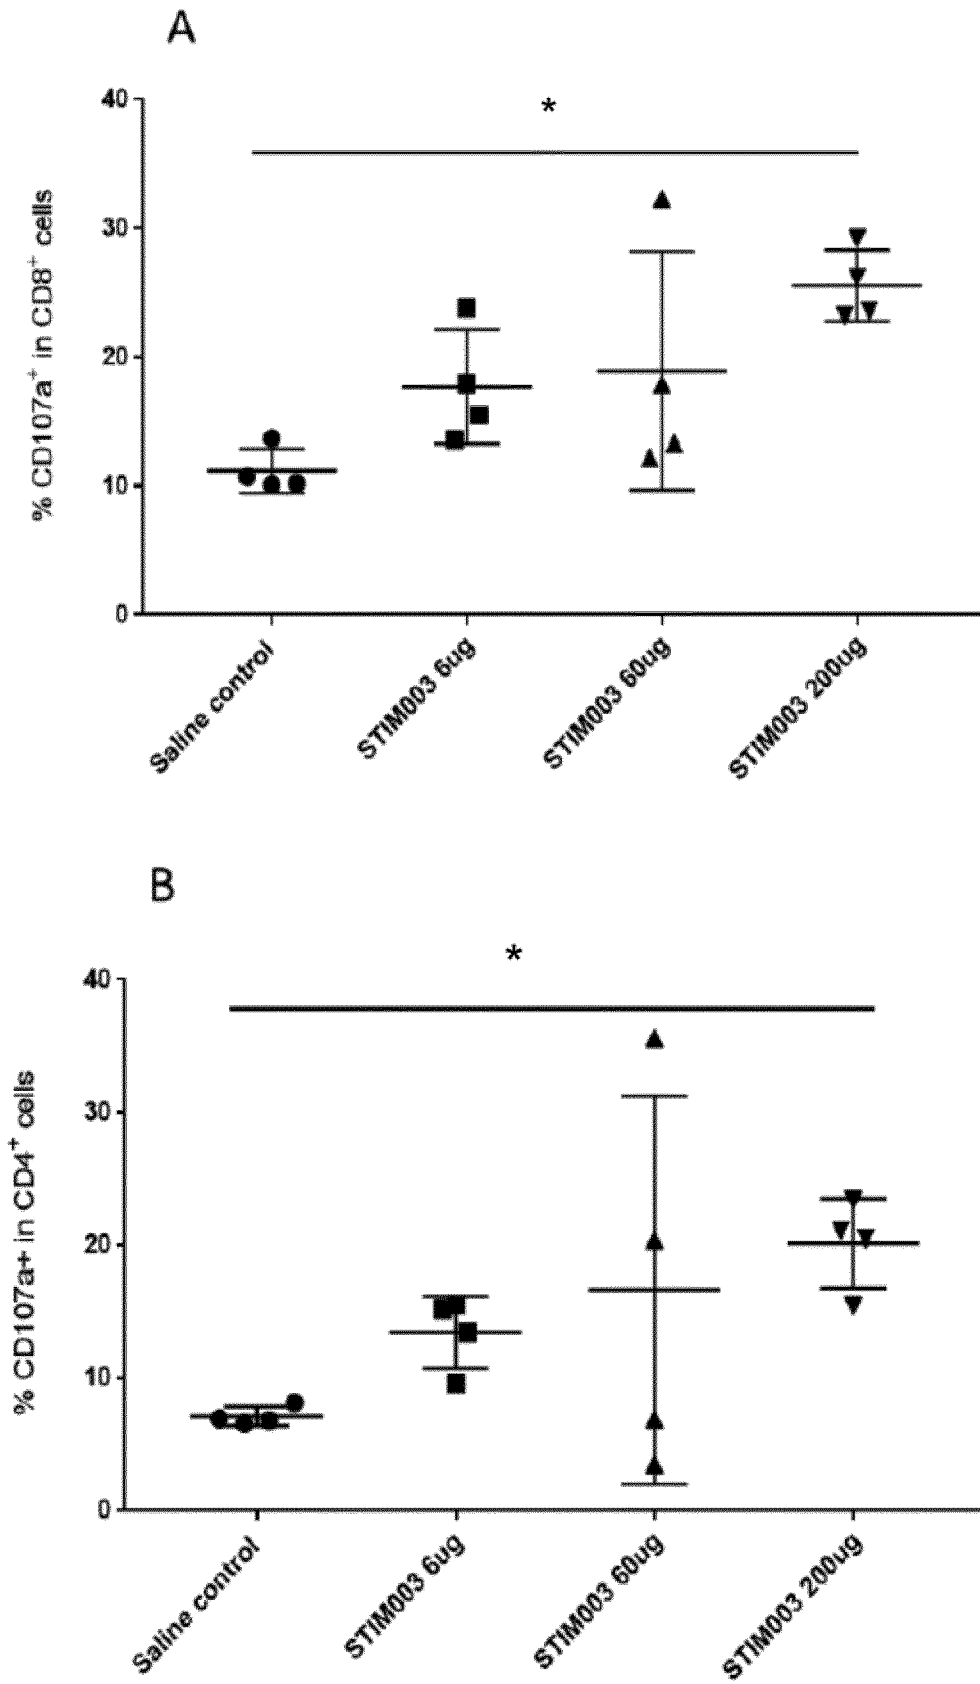 A
*
40
30
20
10
0
% CD107a⁺ in CD8⁺ cells
Saline control
STIM003 6ug
STIM003 60ug
STIM003 200ug
B
*
40
30
20
10
0
% CD107a+ in CD4⁺ cells
Saline control
STIM003 6ug
STIM003 60ug
STIM003 200ug